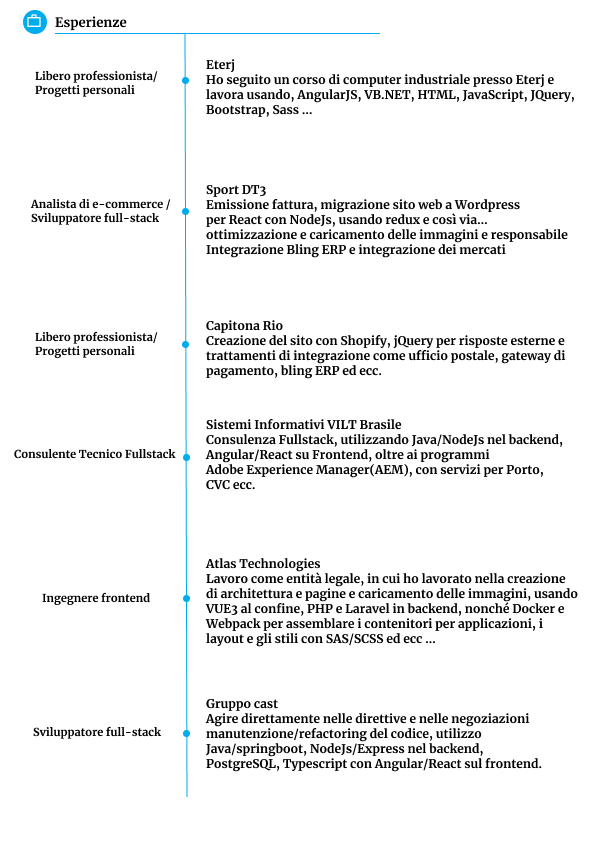 Esperienze
Libero professionista/
Progetti personali
Eterj
Ho seguito un corso di computer industriale presso Eterj e
lavora usando, AngularJS, VB.NET, HTML, JavaScript, JQuery,
Bootstrap, Sass ...
Analista di e-commerce /
Sviluppatore full-stack
Sport DT3
Emissione fattura, migrazione sito web a Wordpress
per React con NodeJs, usando redux e così via...
ottimizzazione e caricamento delle immagini e responsabile
Integrazione Bling ERP e integrazione dei mercati
Libero professionista/
Progetti personali
Capitona Rio
Creazione del sito con Shopify, jQuery per risposte esterne e
trattamenti di integrazione come ufficio postale, gateway di
pagamento, bling ERP ed ecc.
Consulente Tecnico Fullstack
Sistemi Informativi VILT Brasile
Consulenza Fullstack, utilizzando Java/NodeJs nel backend,
Angular/React su Frontend, oltre ai programmi
Adobe Experience Manager(AEM), con servizi per Porto,
CVC ecc.
Ingegnere frontend
Atlas Technologies
Lavoro come entità legale, in cui ho lavorato nella creazione
di architettura e pagine e caricamento delle immagini, usando
VUE3 al confine, PHP e Laravel in backend, nonché Docker e
Webpack per assemblare i contenitori per applicazioni, i
layout e gli stili con SAS/SCSS ed ecc ...
Sviluppatore full-stack
Gruppo cast
Agire direttamente nelle direttive e nelle negoziazioni
manutenzione/refactoring del codice, utilizzo
Java/springboot, NodeJs/Express nel backend,
PostgreSQL, Typescript con Angular/React sul frontend.